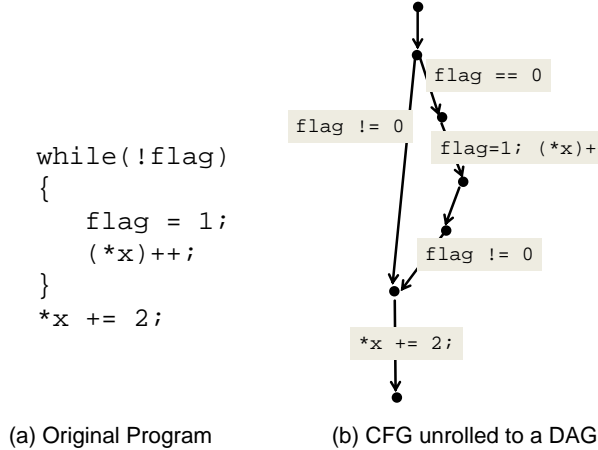 while(!flag)
{
flag = 1;
(*x)++;
}
*x += 2;
(a) Original Program
flag == 0
flag != 0
flag=1; (*x)+
flag != 0
*x += 2;
(b) CFG unrolled to a DAG